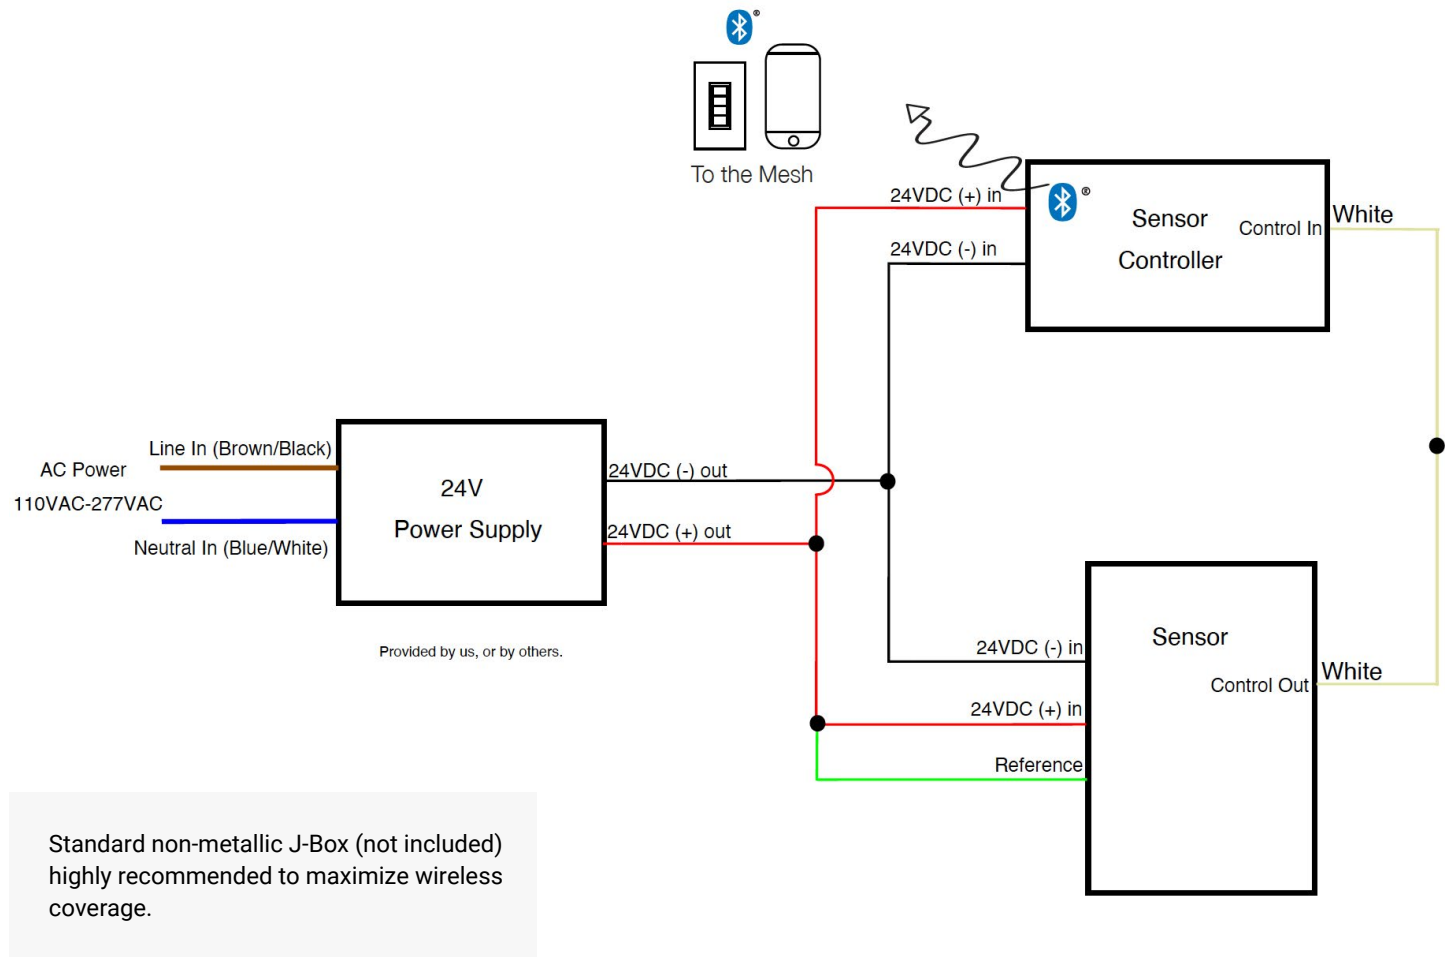 ®
To the Mesh
24VDC (+) in
®
White
Sensor
Control In
24VDC (-) in
Controller
Line In (Brown/Black)
AC Power
24VDC (-) out
24V
110VAC-277VAC
Power Supply
24VDC (+) out
Neutral In (Blue/White)
Provided by us, or by others.
Sensor
24VDC (-) in
White
Control Out
24VDC (+) in
Reference
Standard non-metallic J-Box (not included)
highly recommended to maximize wireless
coverage.